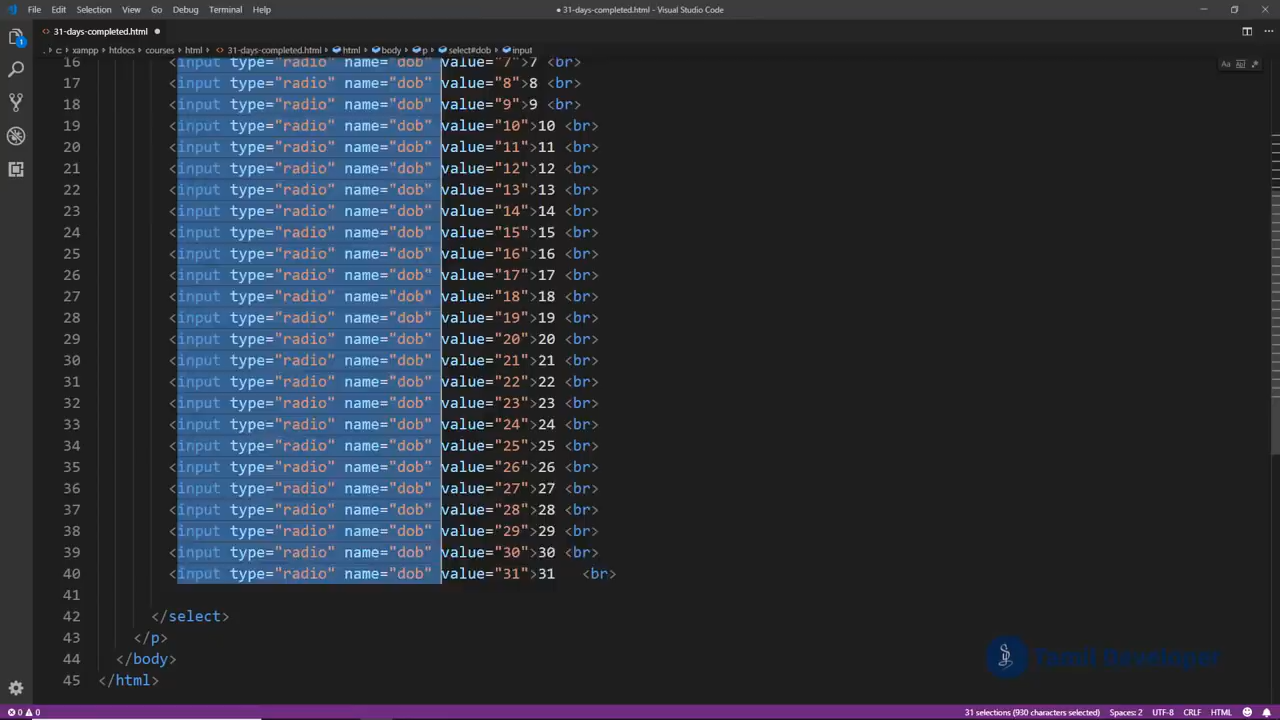 File Edit Selection View Go Debug Terminal Help
● 31-days-completed.html - Visual Studio Code
<> 31-days-completed.html ●
. > c > xampp > htdocs > courses > html > <> 31-days-completed.html > html > body > p > select#dob > input
16 <input type="radio" name="dob" value="7">7 <br>
17 <input type="radio" name="dob" value="8">8 <br>
18 <input type="radio" name="dob" value="9">9 <br>
19 <input type="radio" name="dob" value="10">10 <br>
20 <input type="radio" name="dob" value="11">11 <br>
21 <input type="radio" name="dob" value="12">12 <br>
22 <input type="radio" name="dob" value="13">13 <br>
23 <input type="radio" name="dob" value="14">14 <br>
24 <input type="radio" name="dob" value="15">15 <br>
25 <input type="radio" name="dob" value="16">16 <br>
26 <input type="radio" name="dob" value="17">17 <br>
27 <input type="radio" name="dob" value="18">18 <br>
28 <input type="radio" name="dob" value="19">19 <br>
29 <input type="radio" name="dob" value="20">20 <br>
30 <input type="radio" name="dob" value="21">21 <br>
31 <input type="radio" name="dob" value="22">22 <br>
32 <input type="radio" name="dob" value="23">23 <br>
33 <input type="radio" name="dob" value="24">24 <br>
34 <input type="radio" name="dob" value="25">25 <br>
35 <input type="radio" name="dob" value="26">26 <br>
36 <input type="radio" name="dob" value="27">27 <br>
37 <input type="radio" name="dob" value="28">28 <br>
38 <input type="radio" name="dob" value="29">29 <br>
39 <input type="radio" name="dob" value="30">30 <br>
40 <input type="radio" name="dob" value="31">31 <br>
41
42 </select>
43 </p>
44 </body>
45 </html>
Tamil Developer
0 0 31 selections (930 characters selected) Spaces: 2 UTF-8 CRLF HTML